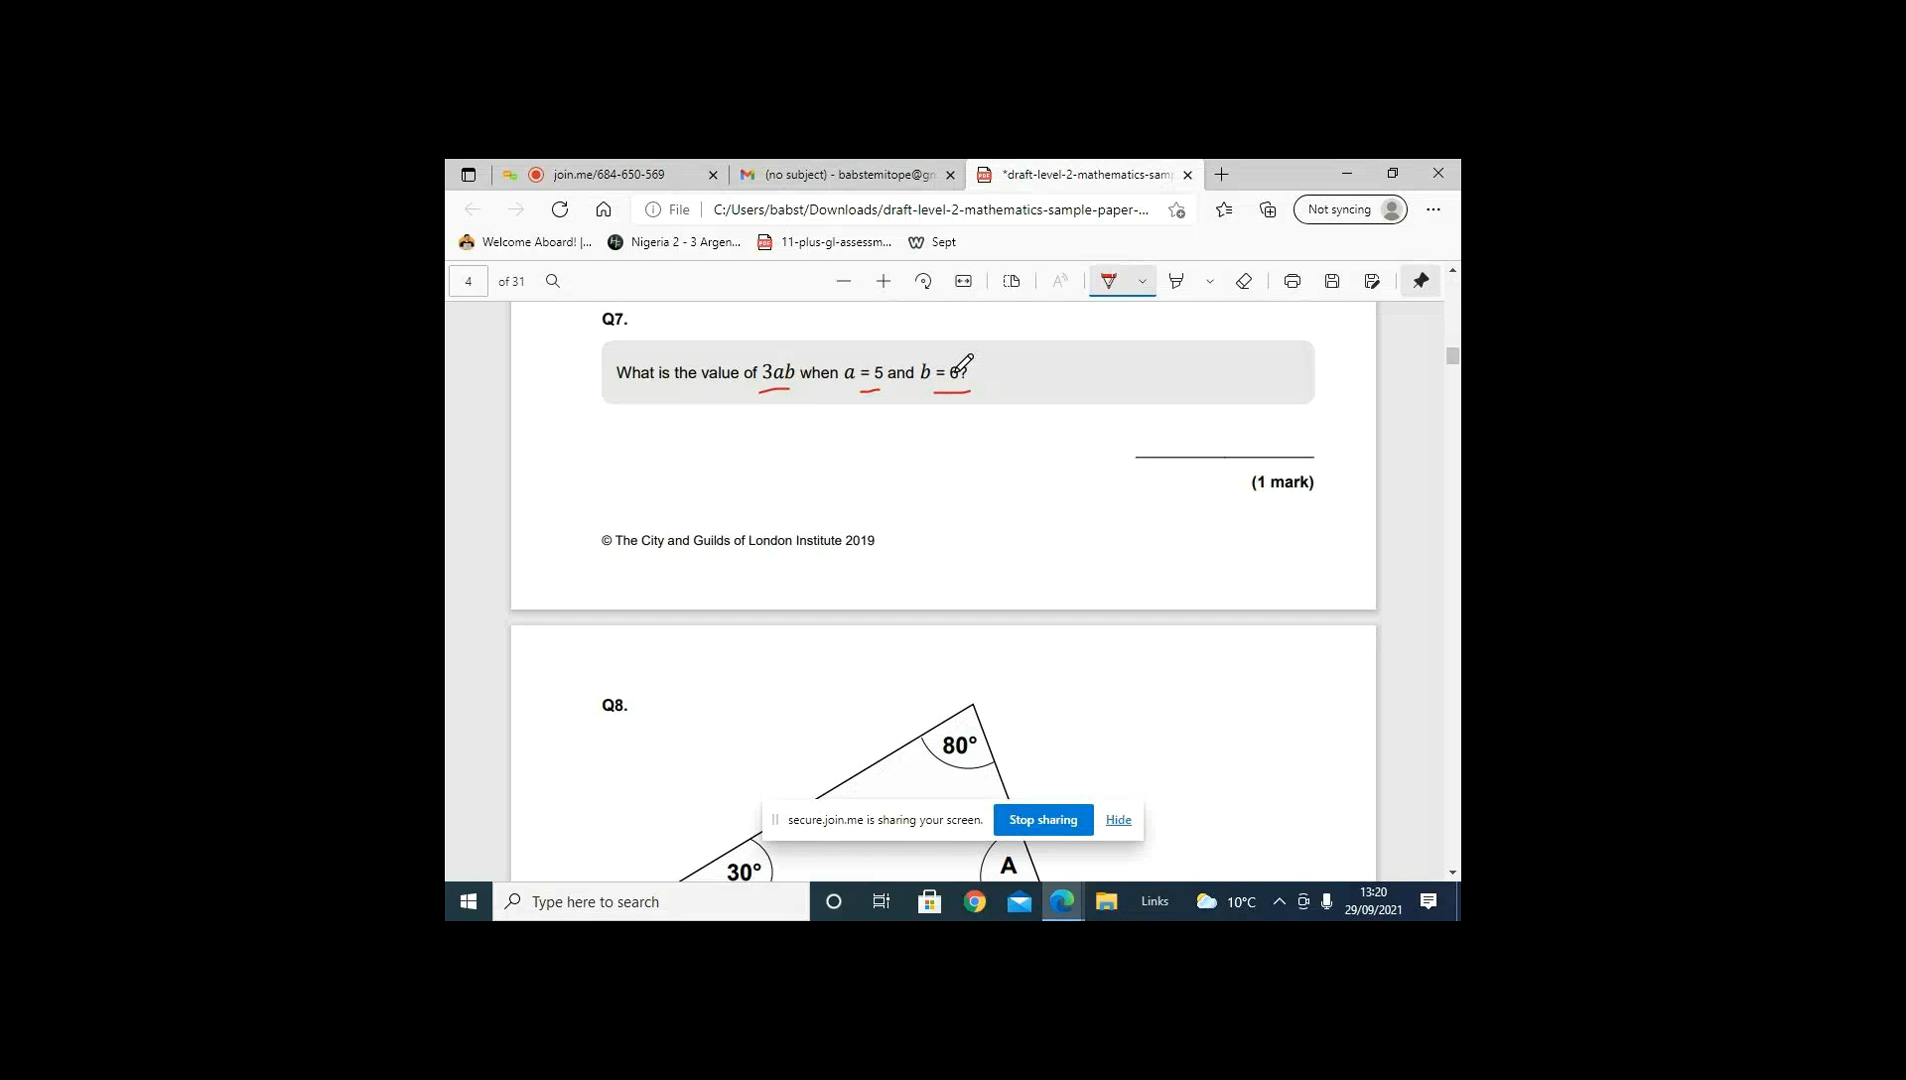 join.me/684-650-569
(no subject) - babstemitope@gm
*draft-level-2-mathematics-sam
File
C:/Users/babst/Downloads/draft-level-2-mathematics-sample-paper-...
Not syncing
Welcome Aboard! |...
Nigeria 2 - 3 Argen...
11-plus-gl-assessm...
Sept
4 of 31
Q7.
What is the value of 3ab when a = 5 and b = 6?
(1 mark)
© The City and Guilds of London Institute 2019
Q8.
80°
secure.join.me is sharing your screen.
Stop sharing
Hide
30°
A
Type here to search
Links
10°C
13:20
29/09/2021